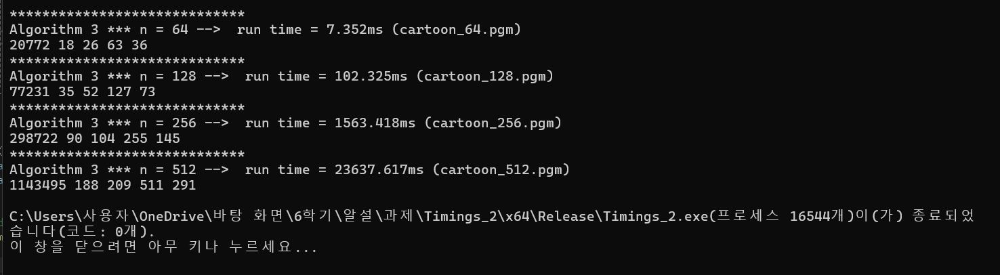 *****************************
Algorithm 3 *** n = 64 -->  run time = 7.352ms (cartoon_64.pgm)
20772 18 26 63 36
*****************************
Algorithm 3 *** n = 128 -->  run time = 102.325ms (cartoon_128.pgm)
77231 35 52 127 73
*****************************
Algorithm 3 *** n = 256 -->  run time = 1563.418ms (cartoon_256.pgm)
298722 90 104 255 145
*****************************
Algorithm 3 *** n = 512 -->  run time = 23637.617ms (cartoon_512.pgm)
1143495 188 209 511 291
C:\Users\사용자\OneDrive\바탕 화면\6학기\알설\과제\Timings_2\x64\Release\Timings_2.exe(프로세스 16544개)이(가) 종료되었
습니다(코드: 0개).
이 창을 닫으려면 아무 키나 누르세요...